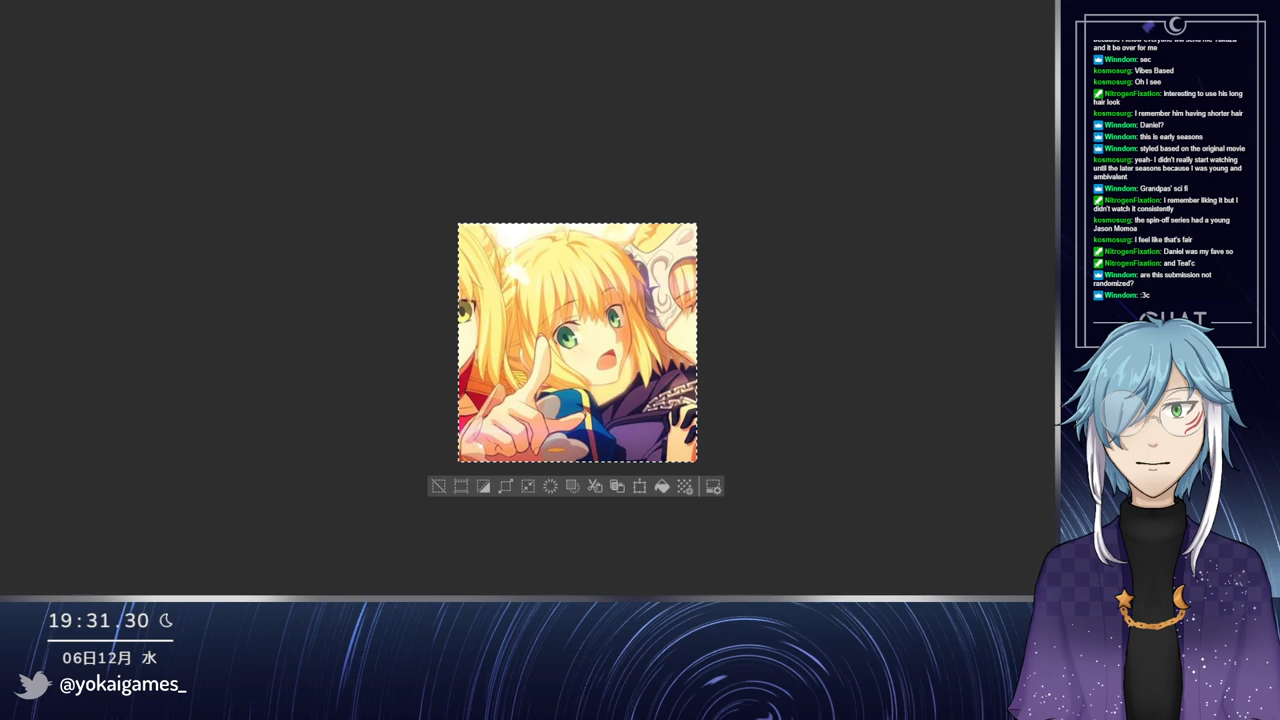 and it be over for me
Winndom: sec
kosmosurg: Vibes Based
kosmosurg: Oh I see
NitrogenFixation: interesting to use his long
hair look
kosmosurg: I remember him having shorter hair
Winndom: Daniel?
Winndom: this is early seasons
Winndom: styled based on the original movie
kosmosurg: yeah- I didn't really start watching
until the later seasons because I was young and
ambivalent
Winndom: Grandpas' sci fi
NitrogenFixation: I remember liking it but I
didn't watch it consistently
kosmosurg: the spin-off series had a young
Jason Momoa
kosmosurg: I feel like that's fair
NitrogenFixation: Daniel was my fave so
NitrogenFixation: and Teal'c
Winndom: are this submission not
randomized?
Winndom: :3c
CHAT
19:31.30
06日12月 水
@yokaigames_